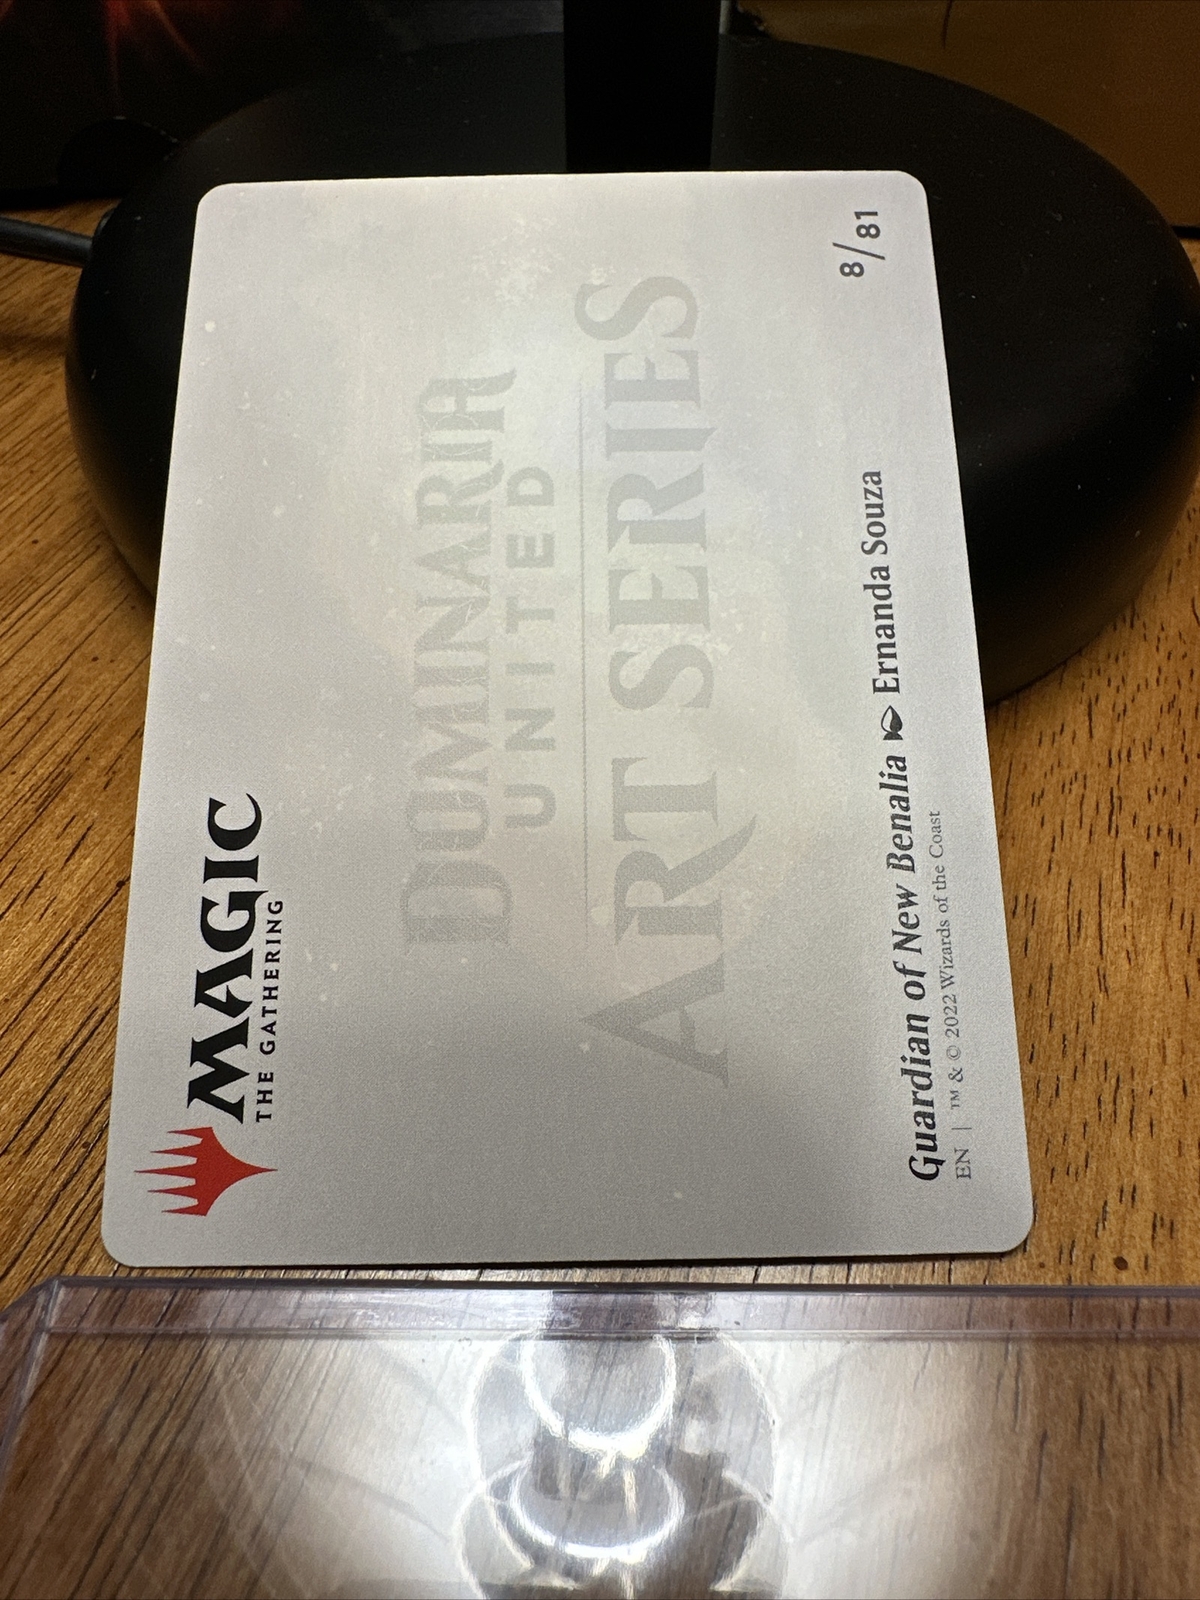 MAGIC
THE GATHERING
DOMINARIA
UNITED
ART SERIES
Guardian of New Benalia Ernanda Souza
EN | ™ & © 2022 Wizards of the Coast
8/81